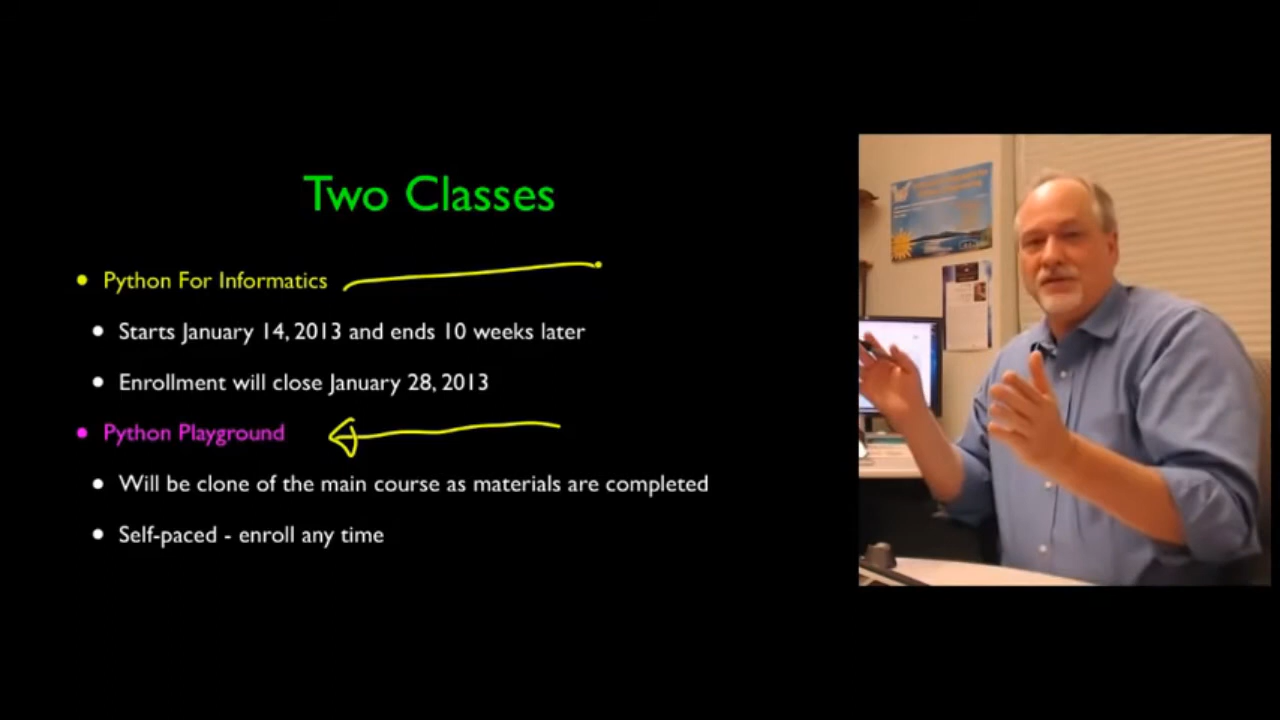 Two Classes
Python For Informatics
Starts January 14, 2013 and ends 10 weeks later
Enrollment will close January 28, 2013
Python Playground
Will be clone of the main course as materials are completed
Self-paced - enroll any time